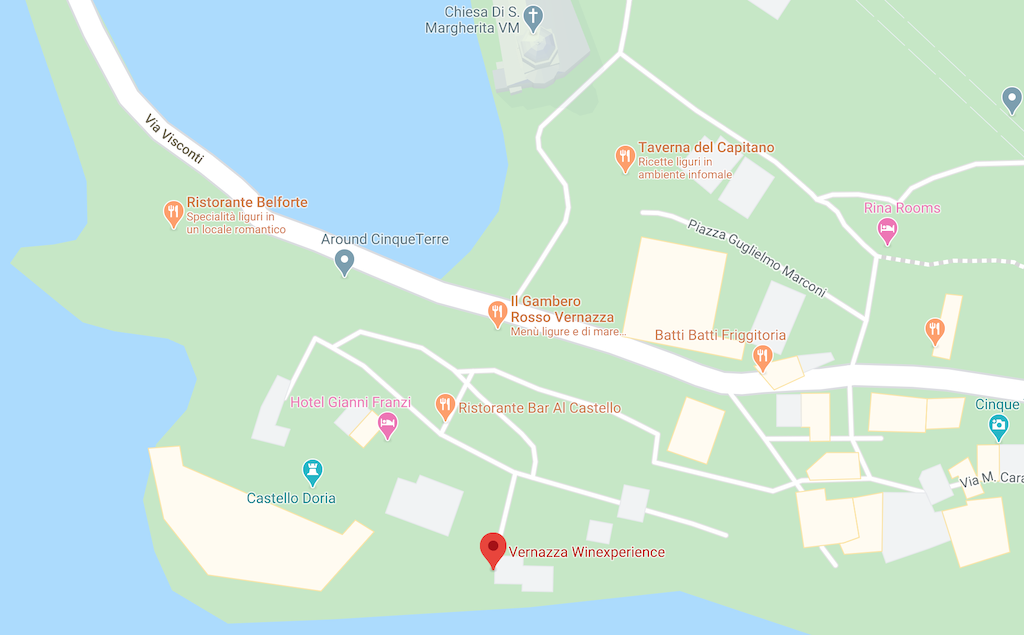 Chiesa Di S.
Margherita VM
Via Visconti
Taverna del Capitano
Ricette liguri in
ambiente infomale
Ristorante Belforte
Specialità liguri in
un locale romantico
Rina Rooms
Around CinqueTerre
Piazza Guglielmo Marconi
Il Gambero
Rosso Vernazza
Menù ligure e di mare...
Batti Batti Friggitoria
Hotel Gianni Franzi
Ristorante Bar Al Castello
Cinque
Castello Doria
Via M. Cara
Vernazza Winexperience